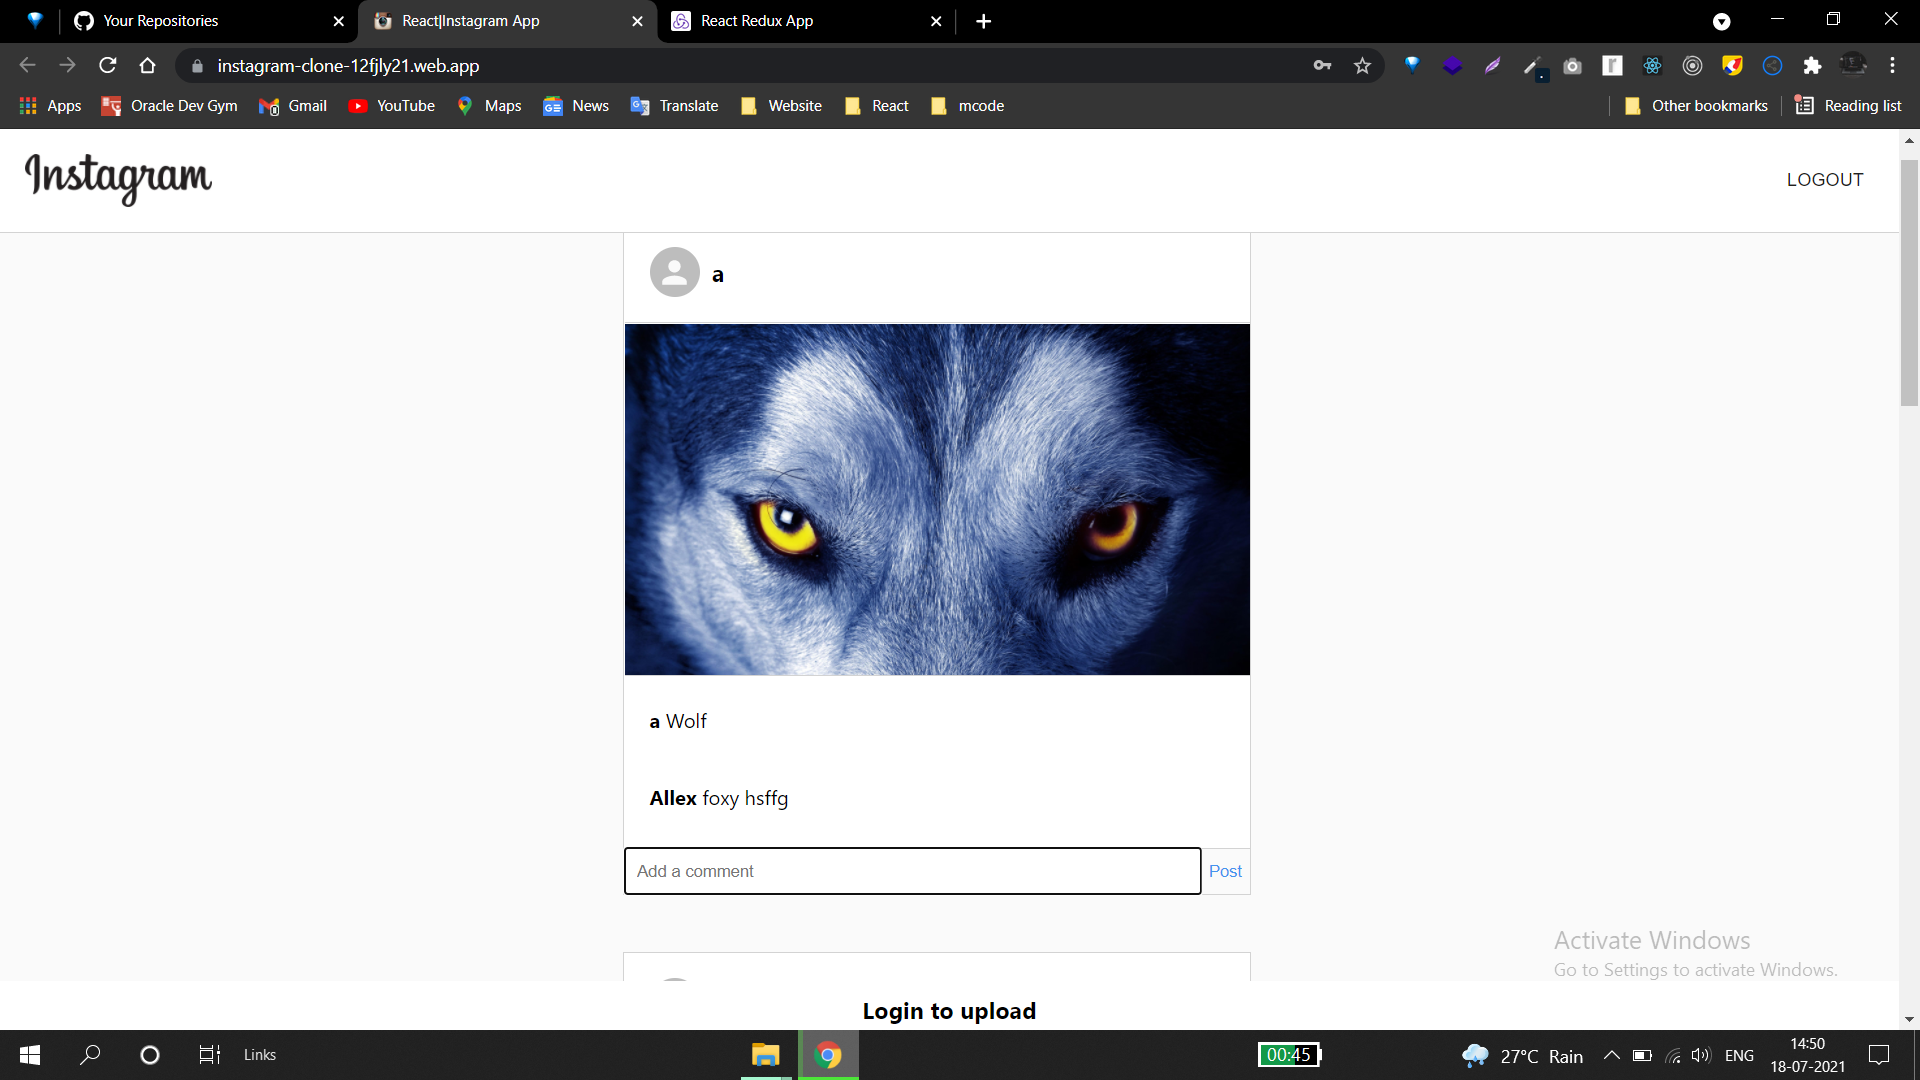 Your Repositories
React|Instagram App
React Redux App
instagram-clone-12fjly21.web.app
Apps
Oracle Dev Gym
Gmail
YouTube
Maps
News
Translate
Website
React
mcode
Other bookmarks
Reading list
Instagram
LOGOUT
a
a Wolf
Allex foxy hsffg
Add a comment
Post
Activate Windows
Go to Settings to activate Windows.
Login to upload
Links
00:45
27°C Rain
ENG
14:50
18-07-2021